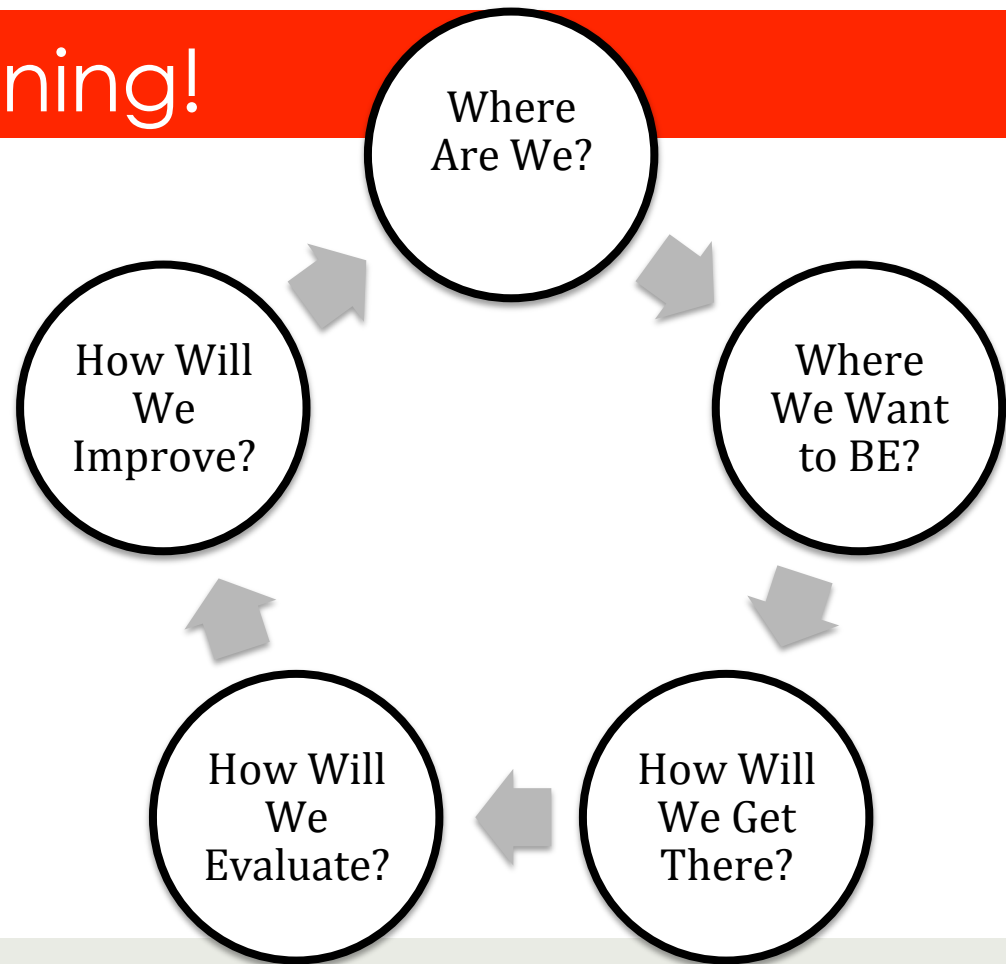 ning!
Where
Are We?
Where
We Want
to BE?
How Will
We Get
There?
How Will
We
Evaluate?
How Will
We
Improve?